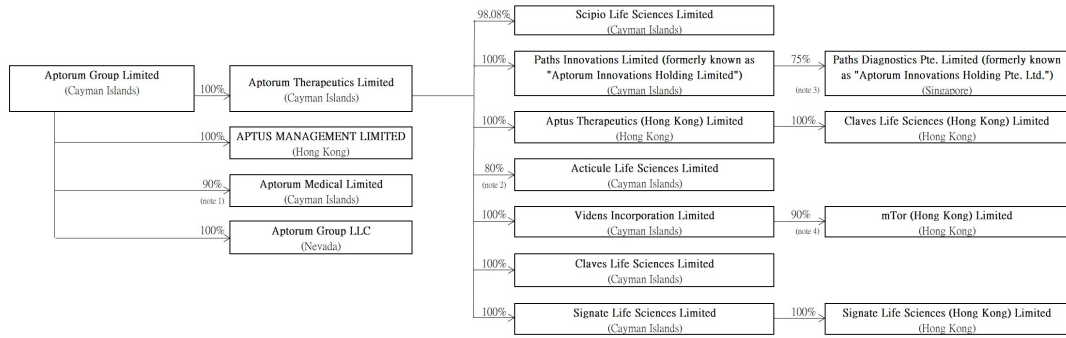 98.08%
Scipio Life Sciences Limited
(Cayman Islands)
Aptorum Group Limited
(Cayman Islands)
100%
Aptorum Therapeutics Limited
(Cayman Islands)
100%
Paths Innovations Limited (formerly known
as "Aptorum Innovations Holding Limited")
(Cayman Islands)
75%
(note 3)
Paths Diagnostics Pte. Limited (formerly known
as "Aptorum Innovations Holding Pte. Ltd.")
(Singapore)
100%
APTUS MANAGEMENT LIMITED
(Hong Kong)
100%
Aptus Therapeutics (Hong Kong) Limited
(Hong Kong)
100%
Claves Life Sciences (Hong Kong) Limited
(Hong Kong)
90%
(note 1)
Aptorum Medical Limited
(Cayman Islands)
80%
(note 2)
Acticule Life Sciences Limited
(Cayman Islands)
100%
Aptorum Group LLC
(Nevada)
100%
Videns Incorporation Limited
(Cayman Islands)
90%
(note 4)
mTor (Hong Kong) Limited
(Hong Kong)
100%
Claves Life Sciences Limited
(Cayman Islands)
100%
Signate Life Sciences Limited
(Cayman Islands)
100%
Signate Life Sciences (Hong Kong) Limited
(Hong Kong)